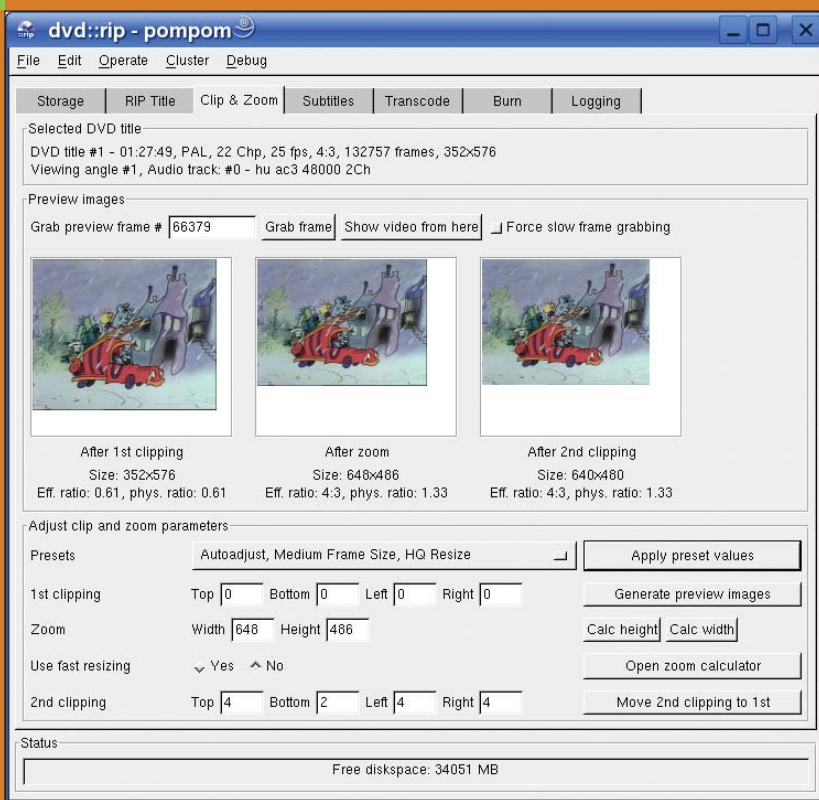 dvd::rip - pompom
File Edit Operate Cluster Debug
Storage RIP Title Clip & Zoom Subtitles Transcode Burn Logging
Selected DVD title
DVD title #1 - 01:27:49, PAL, 22 Chp, 25 fps, 4:3, 132757 frames, 352x576
Viewing angle #1, Audio track: #0 - hu ac3 48000 2Ch
Preview images
Grab preview frame # 66379 Grab frame Show video from here Force slow frame grabbing
After 1st clipping After zoom After 2nd clipping
Size: 352x576 Size: 648x486 Size: 640x480
Eff. ratio: 0.61, phys. ratio: 0.61 Eff. ratio: 4:3, phys. ratio: 1.33 Eff. ratio: 4:3, phys. ratio: 1.33
Adjust clip and zoom parameters
Presets Autoadjust, Medium Frame Size, HQ Resize Apply preset values
1st clipping Top 0 Bottom 0 Left 0 Right 0 Generate preview images
Zoom Width 648 Height 486 Calc height Calc width
Use fast resizing Yes No Open zoom calculator
2nd clipping Top 4 Bottom 2 Left 4 Right 4 Move 2nd clipping to 1st
Status
Free diskspace: 34051 MB